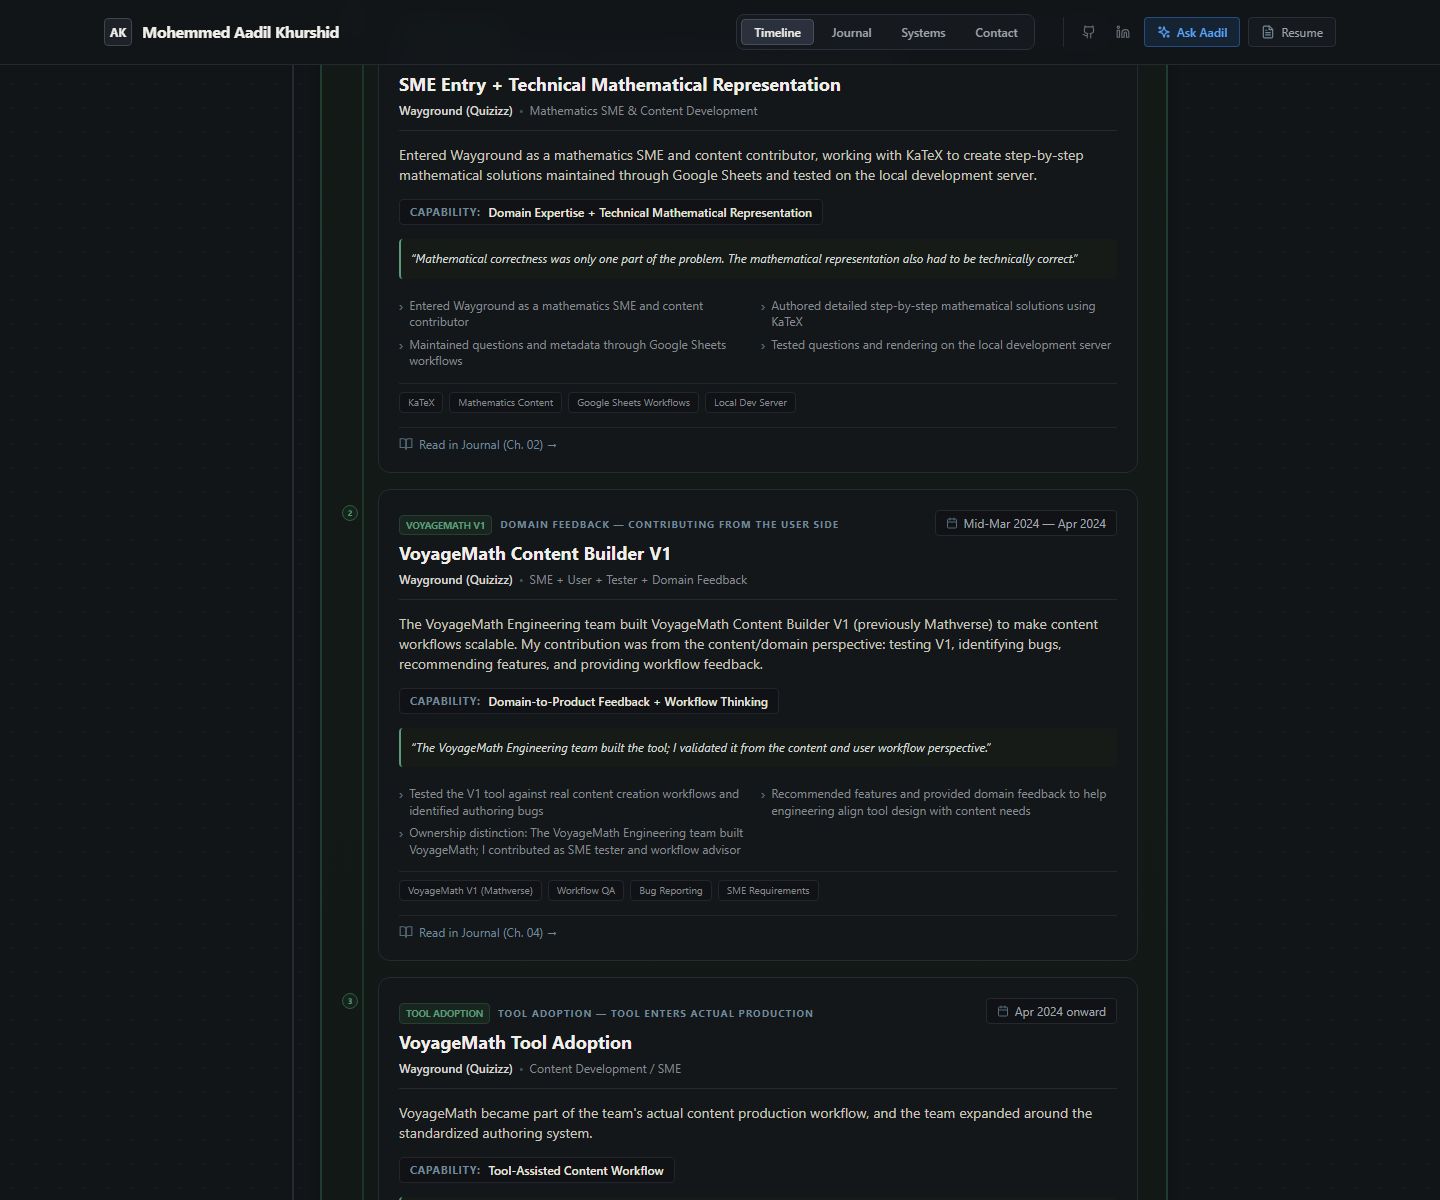 AK
Mohemmed Aadil Khurshid
Timeline
Journal
Systems
Contact
Ask Aadil
Resume
SME Entry + Technical Mathematical Representation
Wayground (Quizizz) • Mathematics SME & Content Development
Entered Wayground as a mathematics SME and content contributor, working with KaTeX to create step-by-step
mathematical solutions maintained through Google Sheets and tested on the local development server.
CAPABILITY: Domain Expertise + Technical Mathematical Representation
"Mathematical correctness was only one part of the problem. The mathematical representation also had to be technically correct."
› Entered Wayground as a mathematics SME and content
contributor
› Authored detailed step-by-step mathematical solutions using
KaTeX
› Maintained questions and metadata through Google Sheets
workflows
› Tested questions and rendering on the local development server
KaTeX
Mathematics Content
Google Sheets Workflows
Local Dev Server
Read in Journal (Ch. 02) →
2
VOYAGEMATH V1
DOMAIN FEEDBACK — CONTRIBUTING FROM THE USER SIDE
Mid-Mar 2024 — Apr 2024
VoyageMath Content Builder V1
Wayground (Quizizz) • SME + User + Tester + Domain Feedback
The VoyageMath Engineering team built VoyageMath Content Builder V1 (previously Mathverse) to make content
workflows scalable. My contribution was from the content/domain perspective: testing V1, identifying bugs,
recommending features, and providing workflow feedback.
CAPABILITY: Domain-to-Product Feedback + Workflow Thinking
"The VoyageMath Engineering team built the tool; I validated it from the content and user workflow perspective."
› Tested the V1 tool against real content creation workflows and
identified authoring bugs
› Recommended features and provided domain feedback to help
engineering align tool design with content needs
› Ownership distinction: The VoyageMath Engineering team built
VoyageMath; I contributed as SME tester and workflow advisor
VoyageMath V1 (Mathverse)
Workflow QA
Bug Reporting
SME Requirements
Read in Journal (Ch. 04) →
3
TOOL ADOPTION
TOOL ADOPTION — TOOL ENTERS ACTUAL PRODUCTION
Apr 2024 onward
VoyageMath Tool Adoption
Wayground (Quizizz) • Content Development / SME
VoyageMath became part of the team's actual content production workflow, and the team expanded around the
standardized authoring system.
CAPABILITY: Tool-Assisted Content Workflow